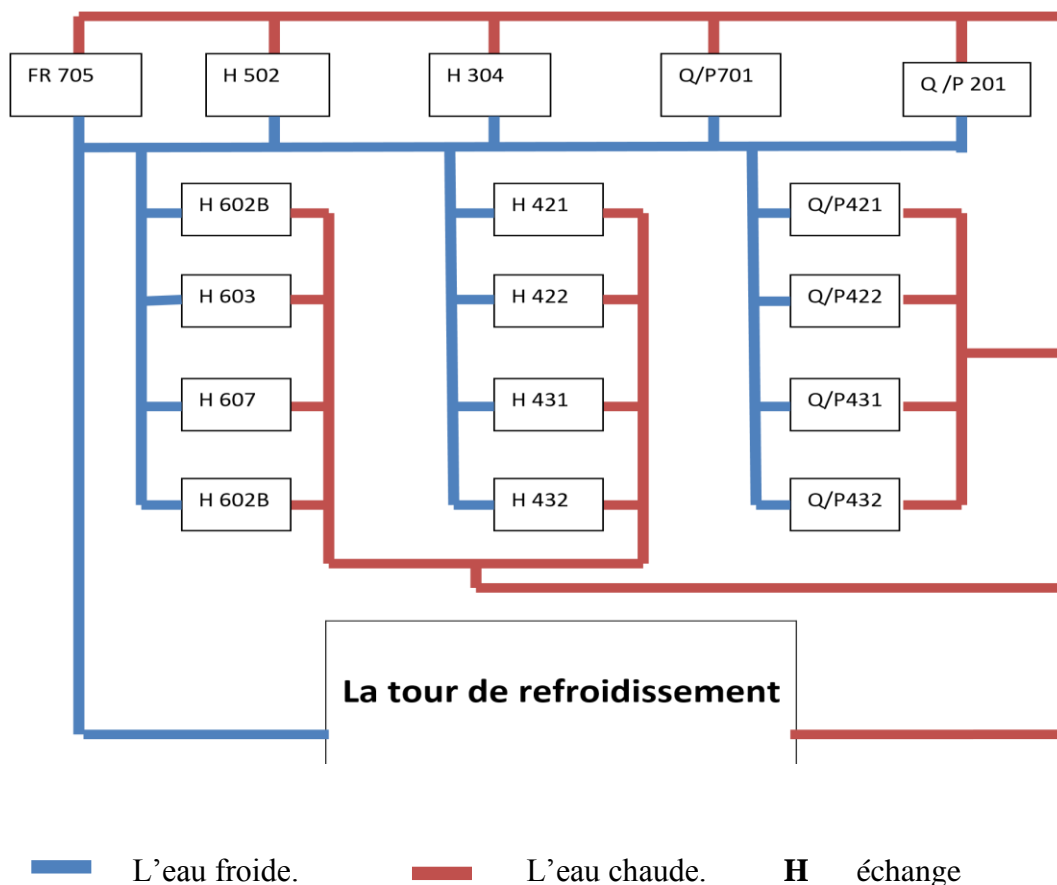 FR 705
H 502
H 304
Q/P701
Q /P 201
H 602B
H 421
Q/P421
H 603
H 422
Q/P422
H 607
H 431
Q/P431
H 602B
H 432
Q/P432
La tour de refroidissement
L’eau froide. L’eau chaude. H échange